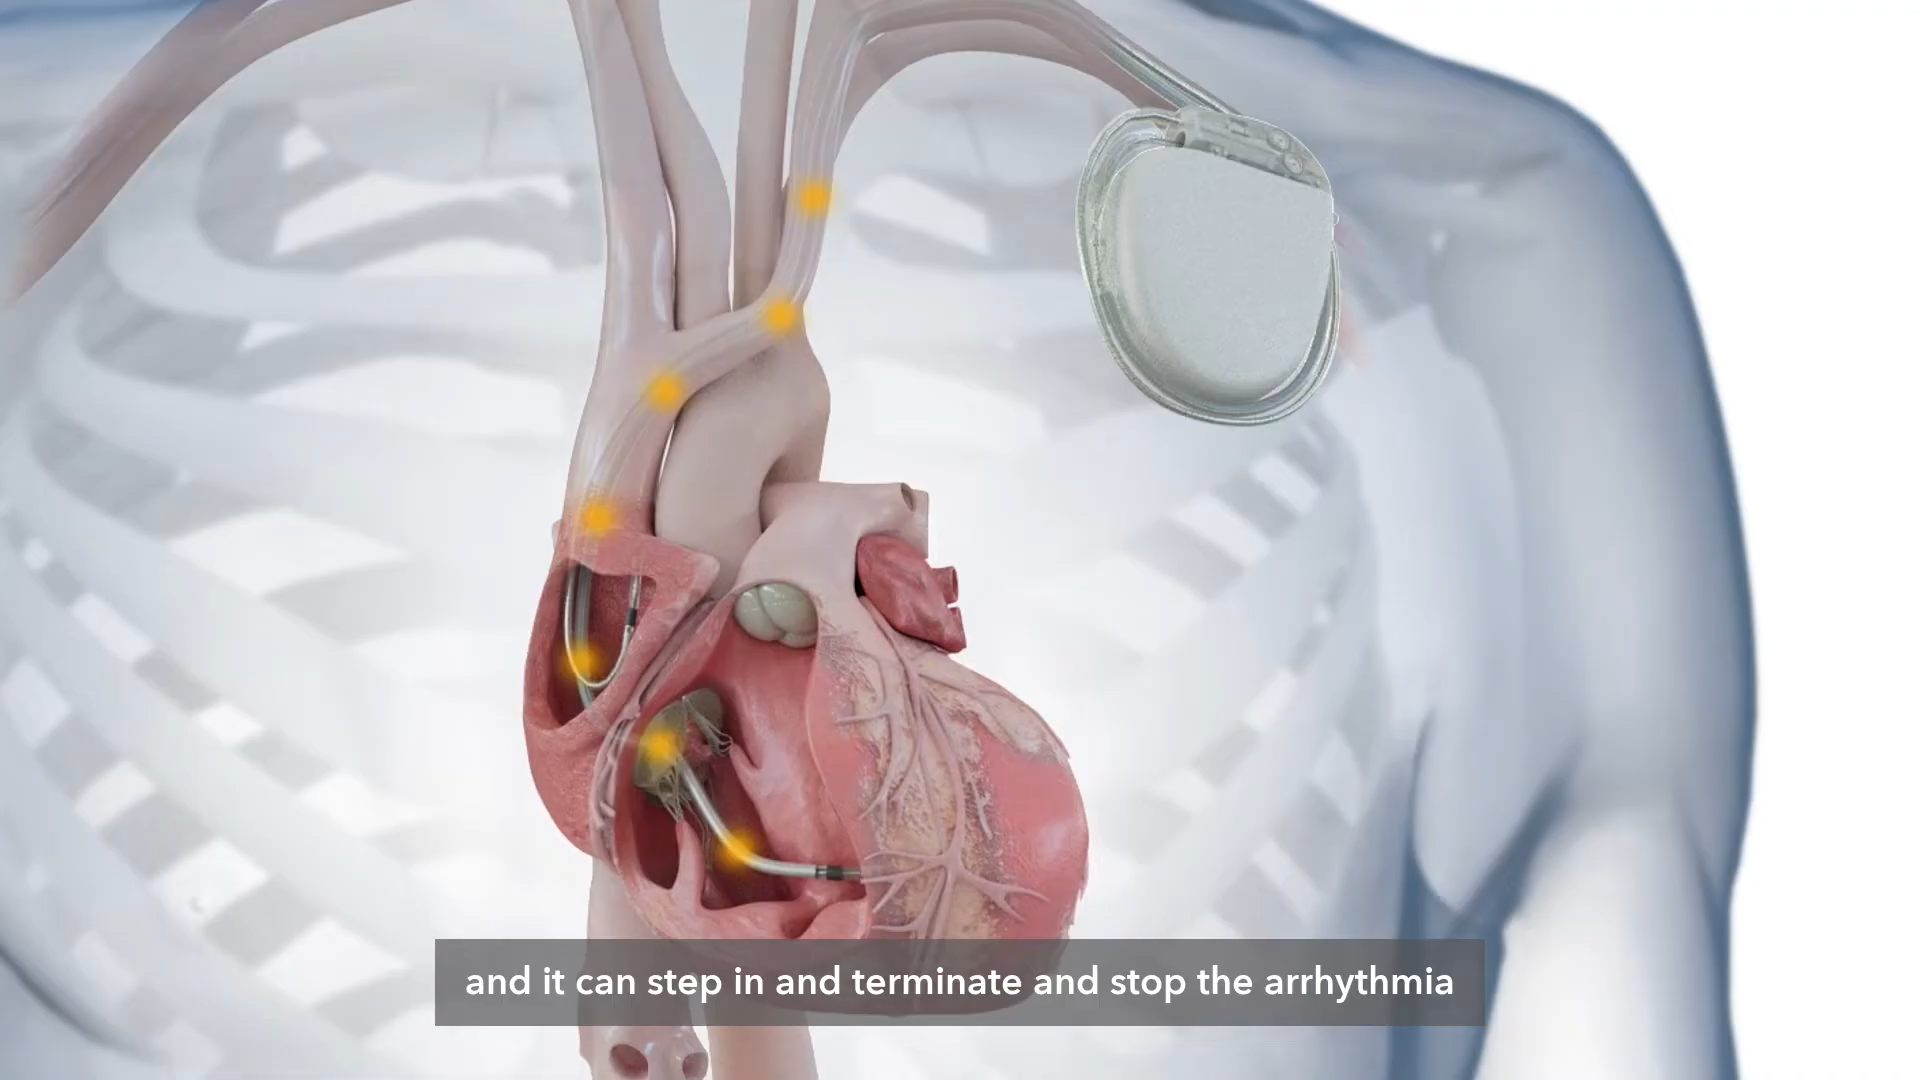 and it can step in and terminate and stop the arrhythmia